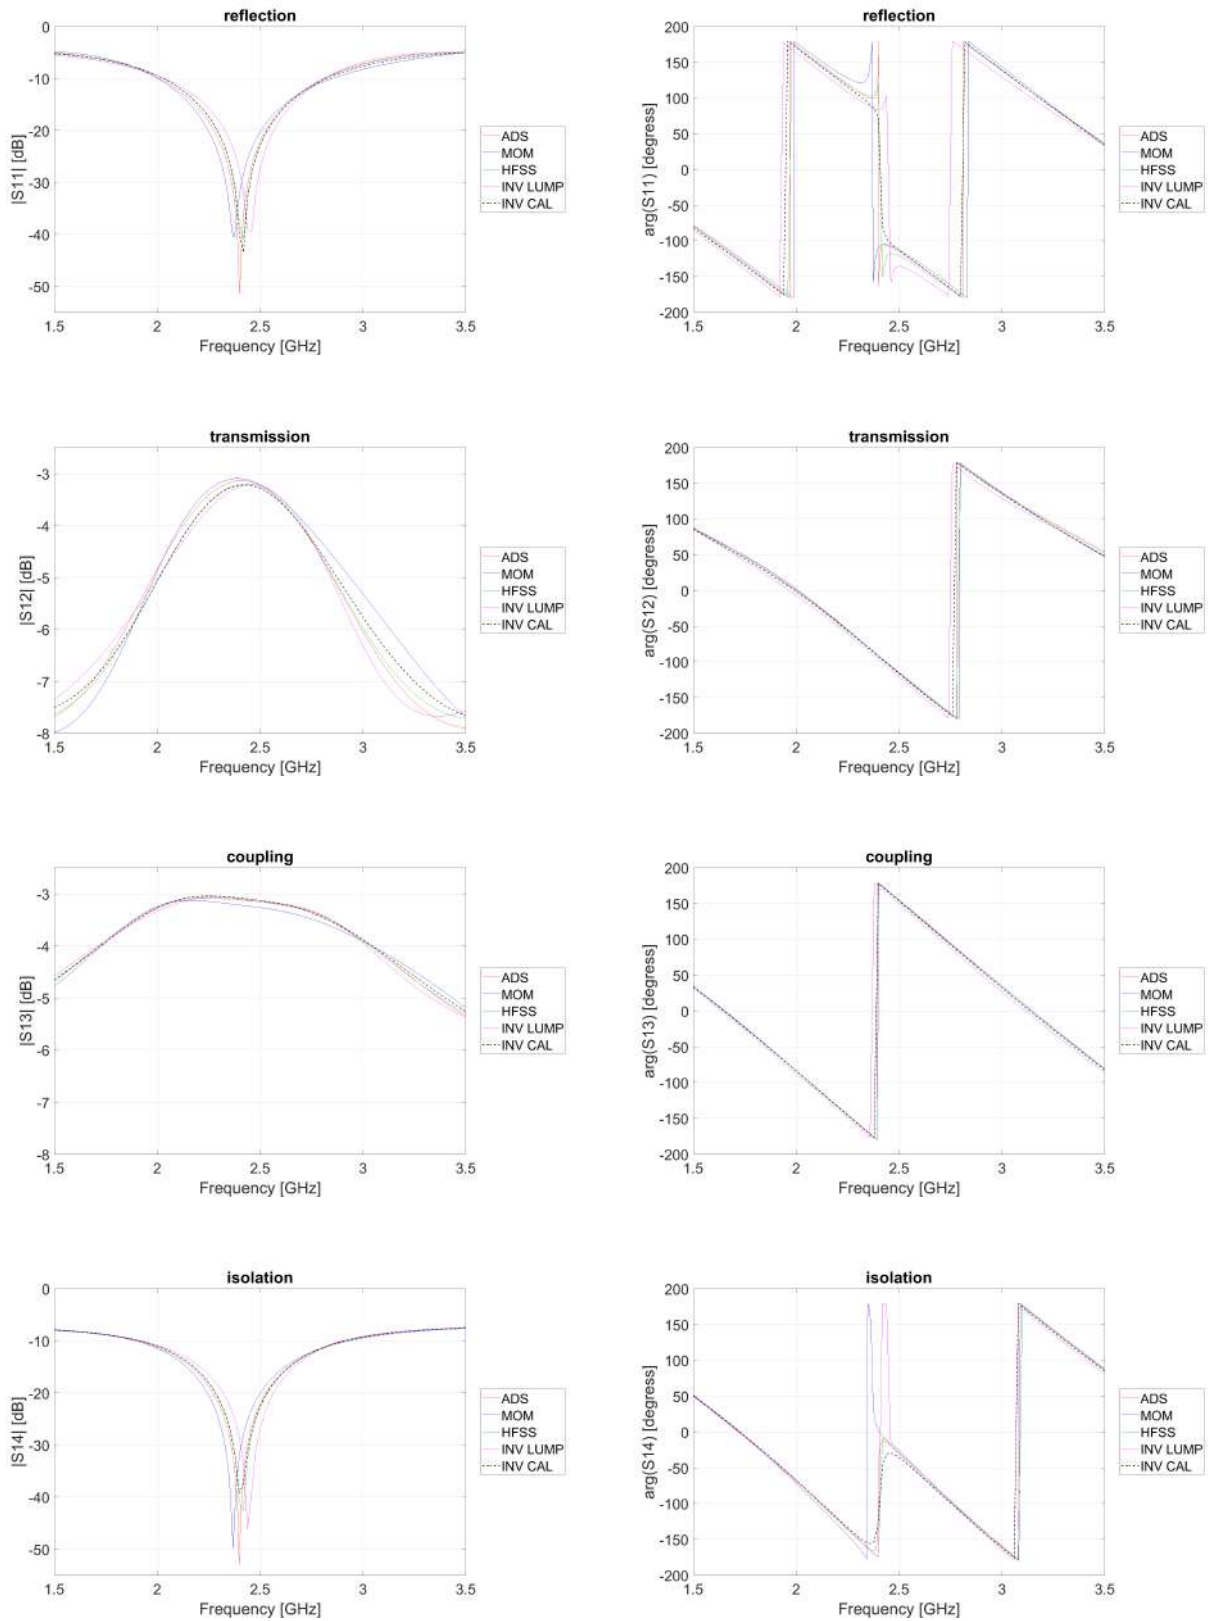 reflection
0
-10
-20
-30
-40
-50
|S11| [dB]
1.5 2 2.5 3 3.5
Frequency [GHz]
ADS
MOM
HFSS
INV LUMP
INV CAL
reflection
200
150
100
50
0
-50
-100
-150
-200
arg(S11) [degress]
1.5 2 2.5 3 3.5
Frequency [GHz]
ADS
MOM
HFSS
INV LUMP
INV CAL
transmission
-3
-4
-5
-6
-7
-8
|S12| [dB]
1.5 2 2.5 3 3.5
Frequency [GHz]
ADS
MOM
HFSS
INV LUMP
INV CAL
transmission
200
150
100
50
0
-50
-100
-150
-200
arg(S12) [degress]
1.5 2 2.5 3 3.5
Frequency [GHz]
ADS
MOM
HFSS
INV LUMP
INV CAL
coupling
-3
-4
-5
-6
-7
-8
|S13| [dB]
1.5 2 2.5 3 3.5
Frequency [GHz]
ADS
MOM
HFSS
INV LUMP
INV CAL
coupling
200
150
100
50
0
-50
-100
-150
-200
arg(S13) [degress]
1.5 2 2.5 3 3.5
Frequency [GHz]
ADS
MOM
HFSS
INV LUMP
INV CAL
isolation
0
-10
-20
-30
-40
-50
|S14| [dB]
1.5 2 2.5 3 3.5
Frequency [GHz]
ADS
MOM
HFSS
INV LUMP
INV CAL
isolation
200
150
100
50
0
-50
-100
-150
-200
arg(S14) [degress]
1.5 2 2.5 3 3.5
Frequency [GHz]
ADS
MOM
HFSS
INV LUMP
INV CAL